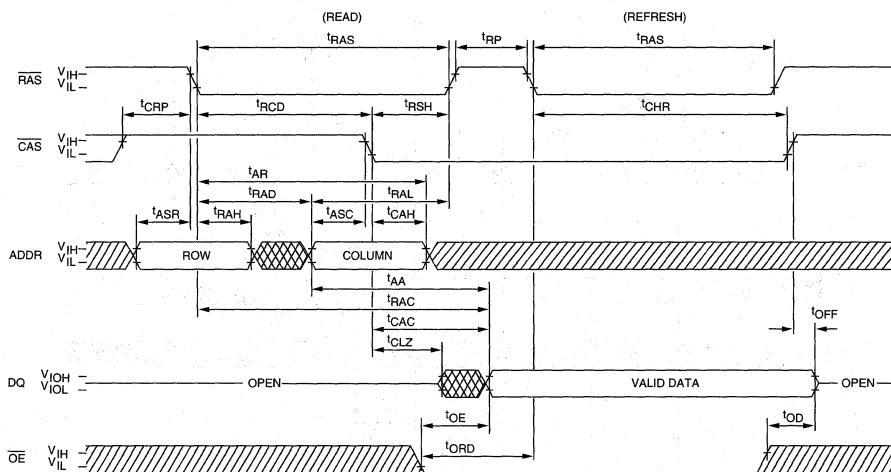 (READ) (REFRESH)
tRAS tRP tRAS
RAS VIH VIL
tCRP tRCD tRSH tCHR
CAS VIH VIL
tAR
tRAD tRAL
tASR tRAH tASC tCAH
ADDR VIH VIL ROW COLUMN
tAA
tRAC
tCAC tOFF
tCLZ
DQ VIOH VIOL OPEN VALID DATA OPEN
tOE tOD
tORD
OE VIH VIL